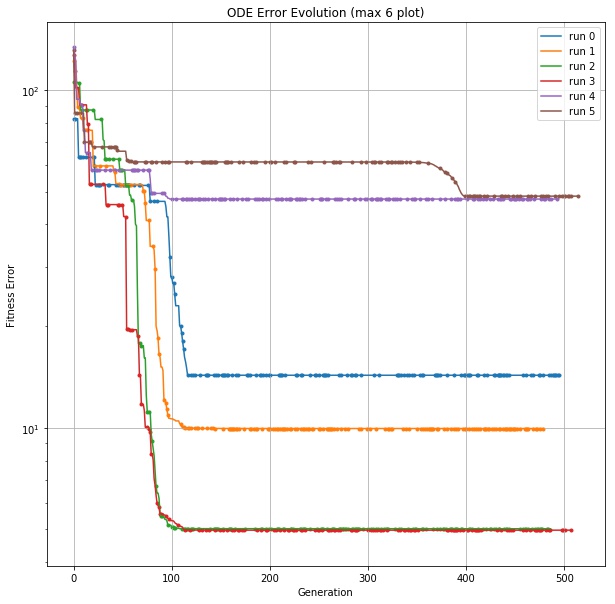 ODE Error Evolution (max 6 plot)
run 0
run 1
run 2
run 3
run 4
run 5
10²
10¹
Fitness Error
0 100 200 300 400 500
Generation